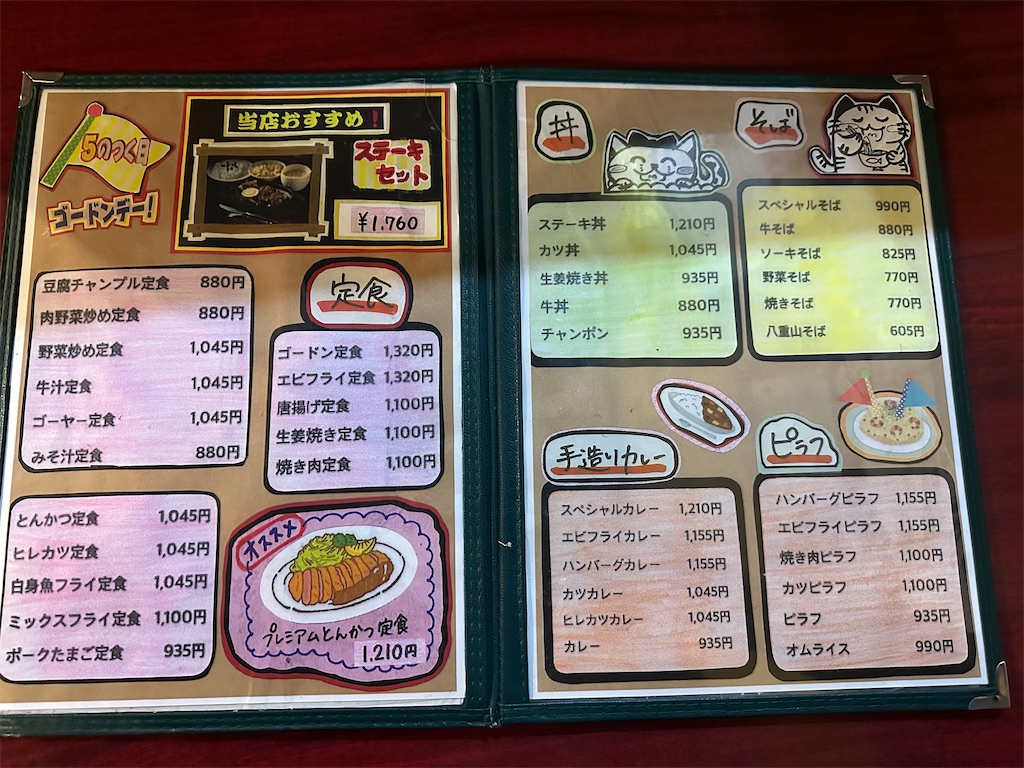 5のつく日
ゴードンデー!
当店おすすめ!
ステーキ
セット
¥1.760
豆腐チャンプル定食 880円
肉野菜炒め定食 880円
野菜炒め定食 1,045円
牛汁定食 1,045円
ゴーヤー定食 1,045円
みそ汁定食 880円
定食
ゴードン定食 1,320円
エビフライ定食 1,320円
唐揚げ定食 1,100円
生姜焼き定食 1,100円
焼き肉定食 1,100円
とんかつ定食 1,045円
ヒレカツ定食 1,045円
白身魚フライ定食 1,045円
ミックスフライ定食 1,100円
ポークたまご定食 935円
オススメ
プレミアムとんかつ定食
1,210円
丼
ステーキ丼 1,210円
カツ丼 1,045円
生姜焼き丼 935円
牛丼 880円
チャンポン 935円
そば
スペシャルそば 990円
牛そば 880円
ソーキそば 825円
野菜そば 770円
焼きそば 770円
八重山そば 605円
手造りカレー
スペシャルカレー 1,210円
エビフライカレー 1,155円
ハンバーグカレー 1,155円
カツカレー 1,045円
ヒレカツカレー 1,045円
カレー 935円
ピラフ
ハンバーグピラフ 1,155円
エビフライピラフ 1,155円
焼き肉ピラフ 1,100円
カツピラフ 1,100円
ピラフ 935円
オムライス 990円